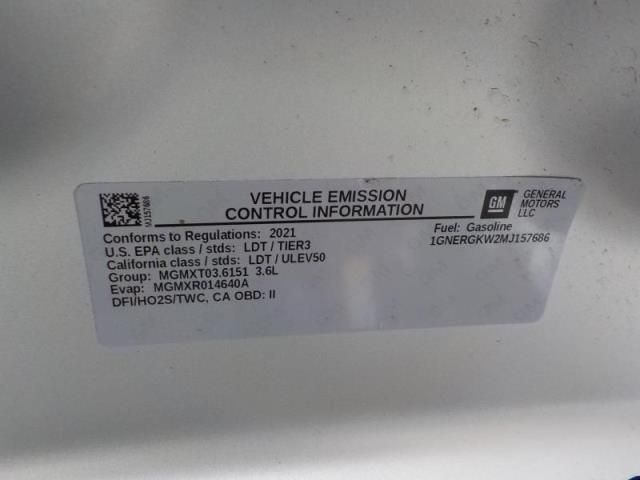 MJ157686
VEHICLE EMISSION
CONTROL INFORMATION
GM
GENERAL
MOTORS
LLC
Conforms to Regulations: 2021
U.S. EPA class / stds: LDT / TIER3
California class / stds: LDT / ULEV50
Group: MGMXT03.6151 3.6L
Evap: MGMXR014640A
DFI/HO2S/TWC, CA OBD: II
Fuel: Gasoline
1GNERGKW2MJ157686